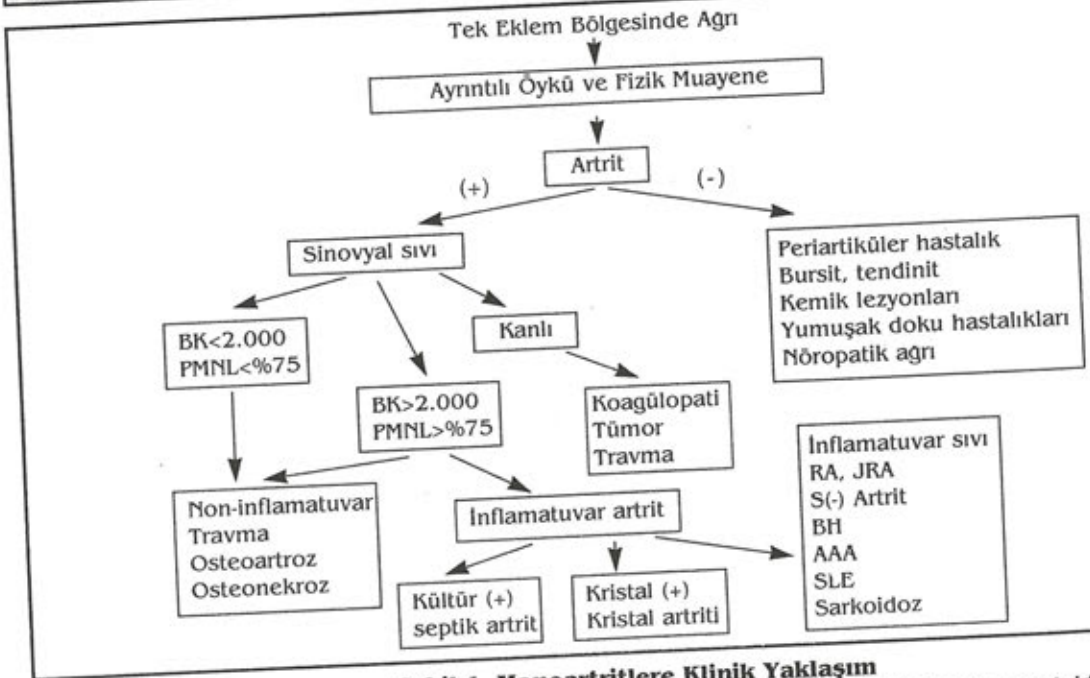 Tek Eklem Bölgesinde Ağrı
Ayrıntılı Öykü ve Fizik Muayene
Artrit
(+)
(-)
Sinovyal sıvı
Periartiküler hastalık
Bursit, tendinit
Kemik lezyonları
Yumuşak doku hastalıkları
Nöropatik ağrı
BK<2.000
PMNL<%75
Kanlı
BK>2.000
PMNL>%75
Koagülopati
Tümor
Travma
İnflamatuvar sıvı
RA, JRA
S(-) Artrit
BH
AAA
SLE
Sarkoidoz
Non-inflamatuvar
Travma
Osteoartroz
Osteonekroz
İnflamatuvar artrit
Kültür (+)
septik artrit
Kristal (+)
Kristal artriti
Monoartritlere Klinik Yaklaşım